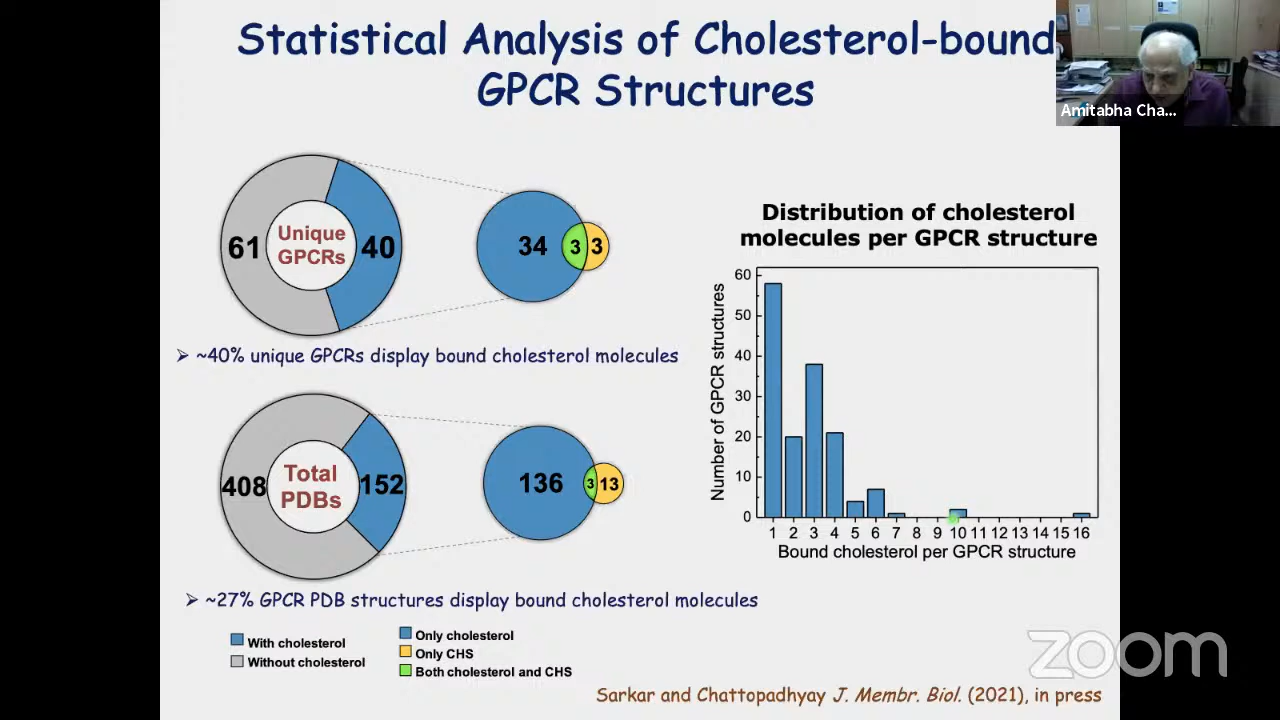 Statistical Analysis of Cholesterol-bound
GPCR Structures
Amitabha Cha...
61
Unique
GPCRs
40
34
3
3
➢ ~40% unique GPCRs display bound cholesterol molecules
408
Total
PDBs
152
136
3
13
➢ ~27% GPCR PDB structures display bound cholesterol molecules
With cholesterol
Without cholesterol
Only cholesterol
Only CHS
Both cholesterol and CHS
Distribution of cholesterol
molecules per GPCR structure
Number of GPCR structures
60
50
40
30
20
10
0
1 2 3 4 5 6 7 8 9 10 11 12 13 14 15 16
Bound cholesterol per GPCR structure
zoom
Sarkar and Chattopadhyay J. Membr. Biol. (2021), in press